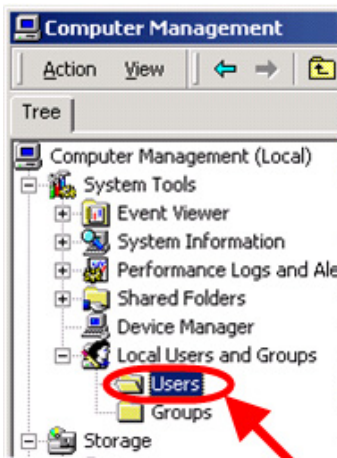 Computer Management
Action View
Tree
Computer Management (Local)
System Tools
Event Viewer
System Information
Performance Logs and Ale
Shared Folders
Device Manager
Local Users and Groups
Users
Groups
Storage